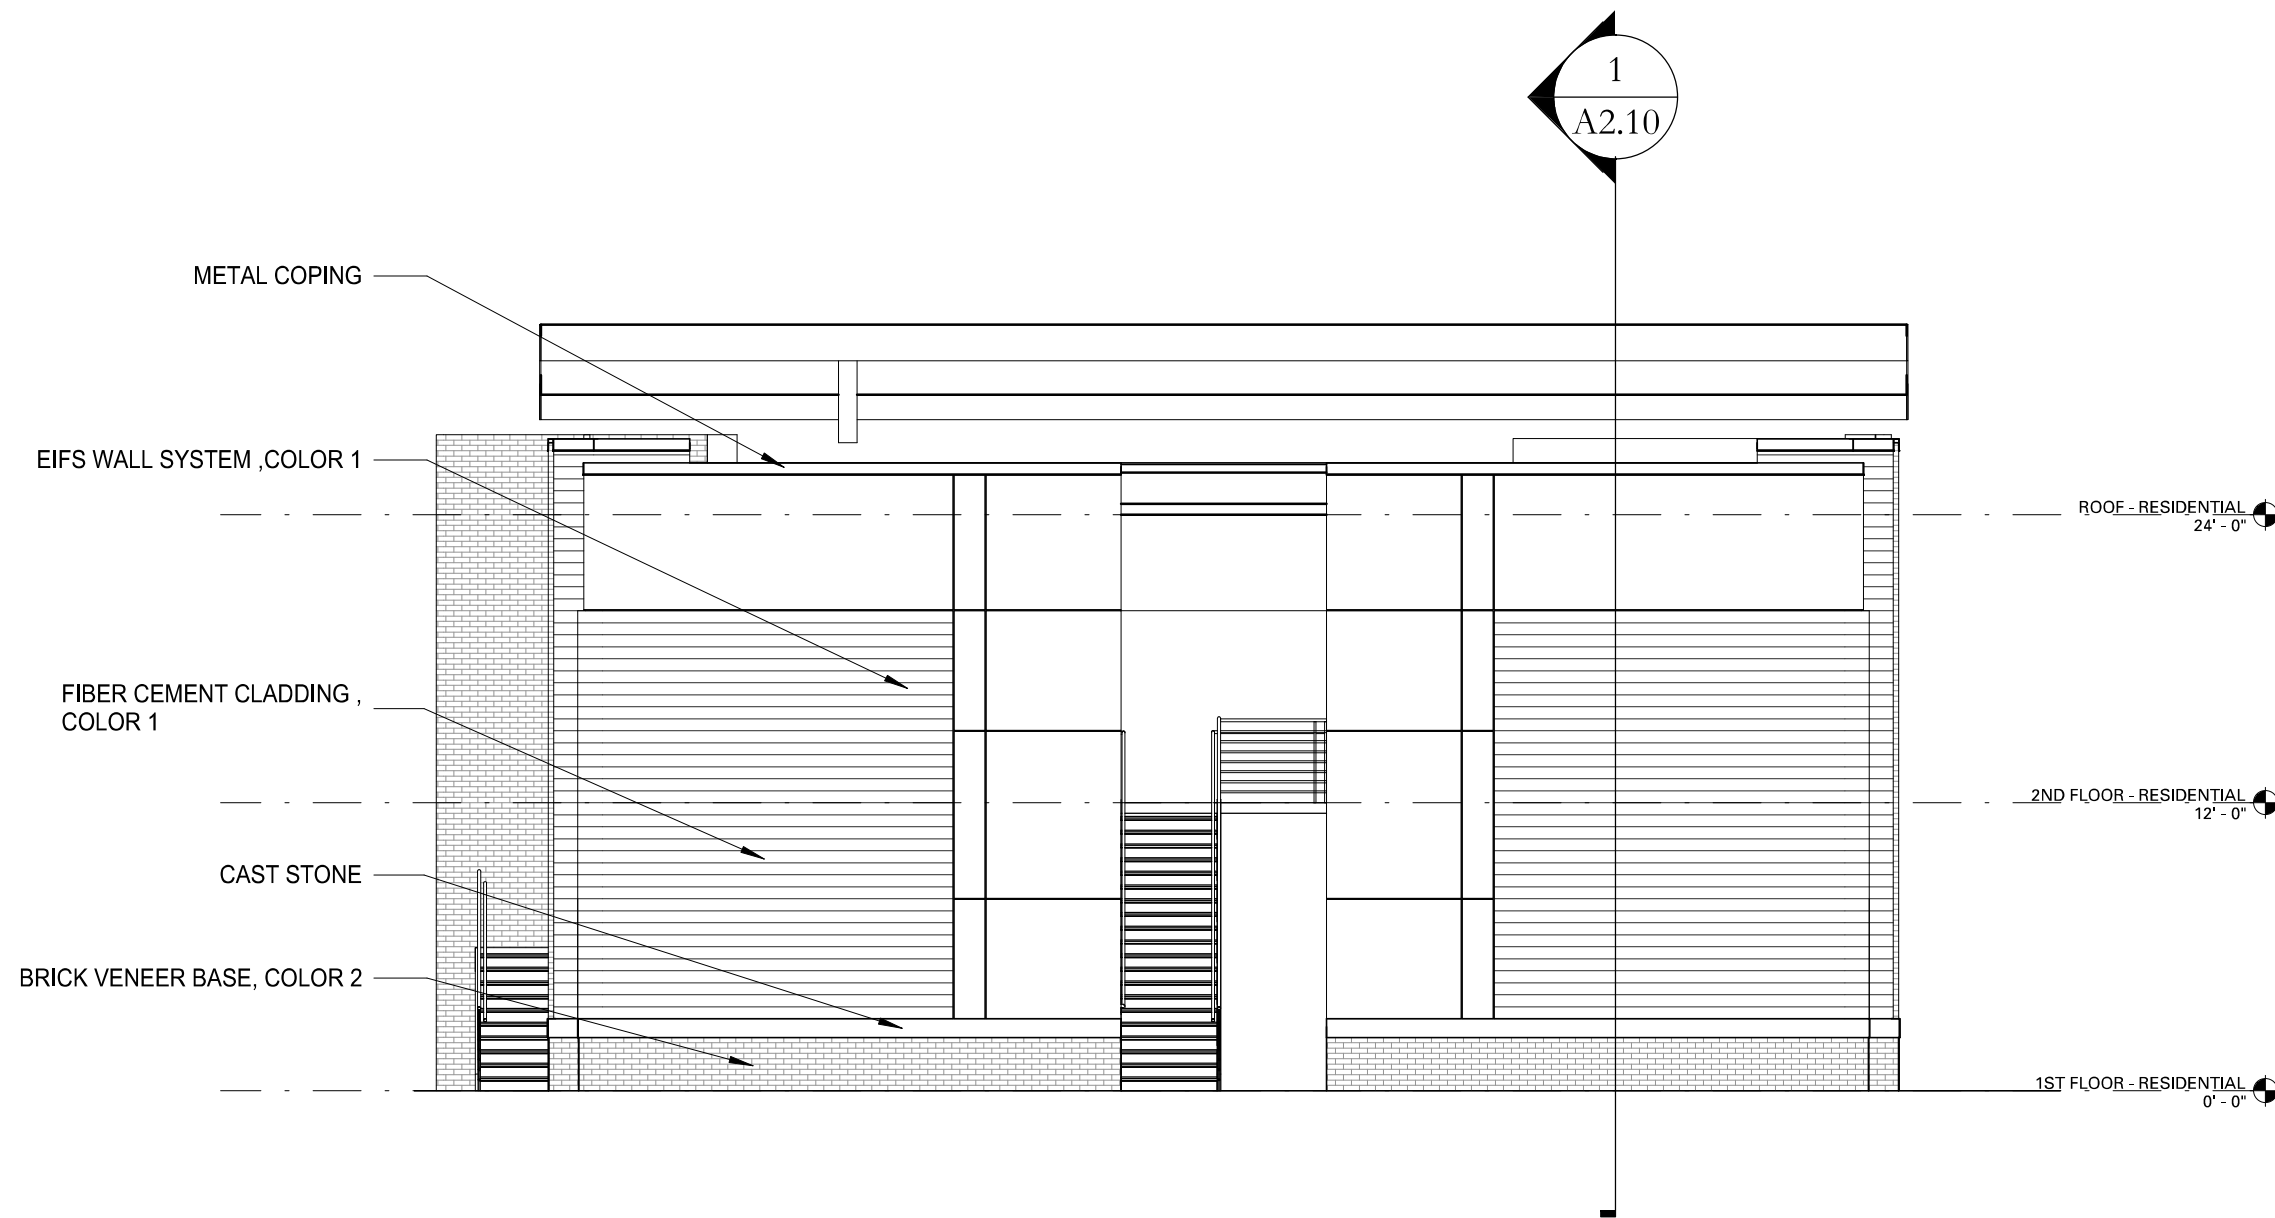 1
A2.10
METAL COPING
EIFS WALL SYSTEM ,COLOR 1
ROOF - RESIDENTIAL
24' - 0"
FIBER CEMENT CLADDING ,
COLOR 1
2ND FLOOR - RESIDENTIAL
12' - 0"
CAST STONE
BRICK VENEER BASE, COLOR 2
1ST FLOOR - RESIDENTIAL
0' - 0"